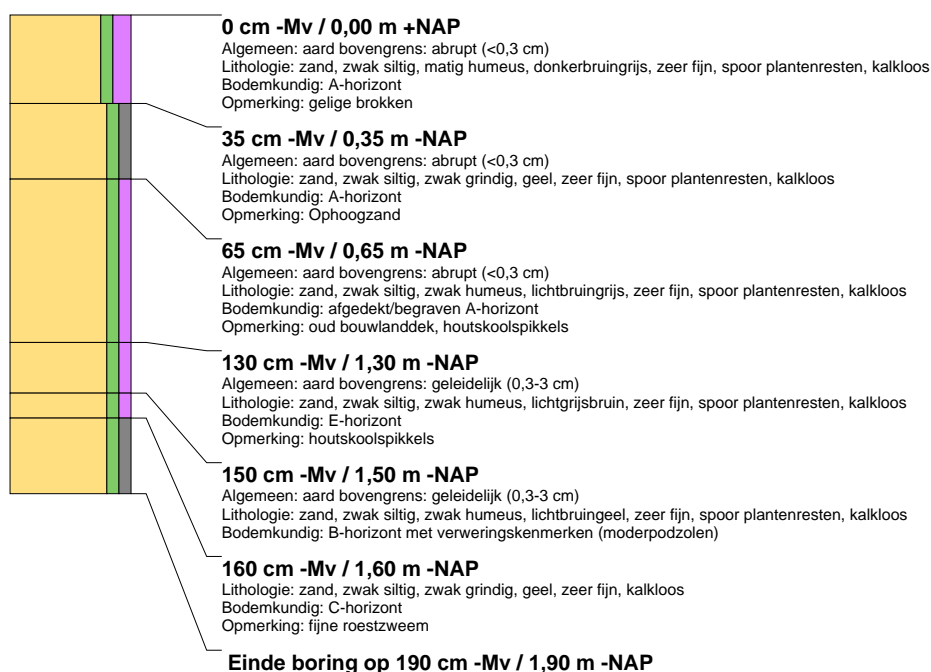 0 cm -Mv / 0,00 m +NAP
Algemeen: aard bovengrens: abrupt (<0,3 cm)
Lithologie: zand, zwak siltig, matig humeus, donkerbruingrijs, zeer fijn, spoor plantenresten, kalkloos
Bodemkundig: A-horizont
Opmerking: gelige brokken
35 cm -Mv / 0,35 m -NAP
Algemeen: aard bovengrens: abrupt (<0,3 cm)
Lithologie: zand, zwak siltig, zwak grindig, geel, zeer fijn, spoor plantenresten, kalkloos
Bodemkundig: A-horizont
Opmerking: Ophoogzand
65 cm -Mv / 0,65 m -NAP
Algemeen: aard bovengrens: abrupt (<0,3 cm)
Lithologie: zand, zwak siltig, zwak humeus, lichtbruingrijs, zeer fijn, spoor plantenresten, kalkloos
Bodemkundig: afgedekt/begraven A-horizont
Opmerking: oud bouwlanddek, houtskoolspikkels
130 cm -Mv / 1,30 m -NAP
Algemeen: aard bovengrens: geleidelijk (0,3-3 cm)
Lithologie: zand, zwak siltig, zwak humeus, lichtgrijsbruin, zeer fijn, spoor plantenresten, kalkloos
Bodemkundig: E-horizont
Opmerking: houtskoolspikkels
150 cm -Mv / 1,50 m -NAP
Algemeen: aard bovengrens: geleidelijk (0,3-3 cm)
Lithologie: zand, zwak siltig, zwak humeus, lichtbruingeel, zeer fijn, spoor plantenresten, kalkloos
Bodemkundig: B-horizont met verweringskenmerken (moderpodzolen)
160 cm -Mv / 1,60 m -NAP
Lithologie: zand, zwak siltig, zwak grindig, geel, zeer fijn, kalkloos
Bodemkundig: C-horizont
Opmerking: fijne roestzweem
Einde boring op 190 cm -Mv / 1,90 m -NAP